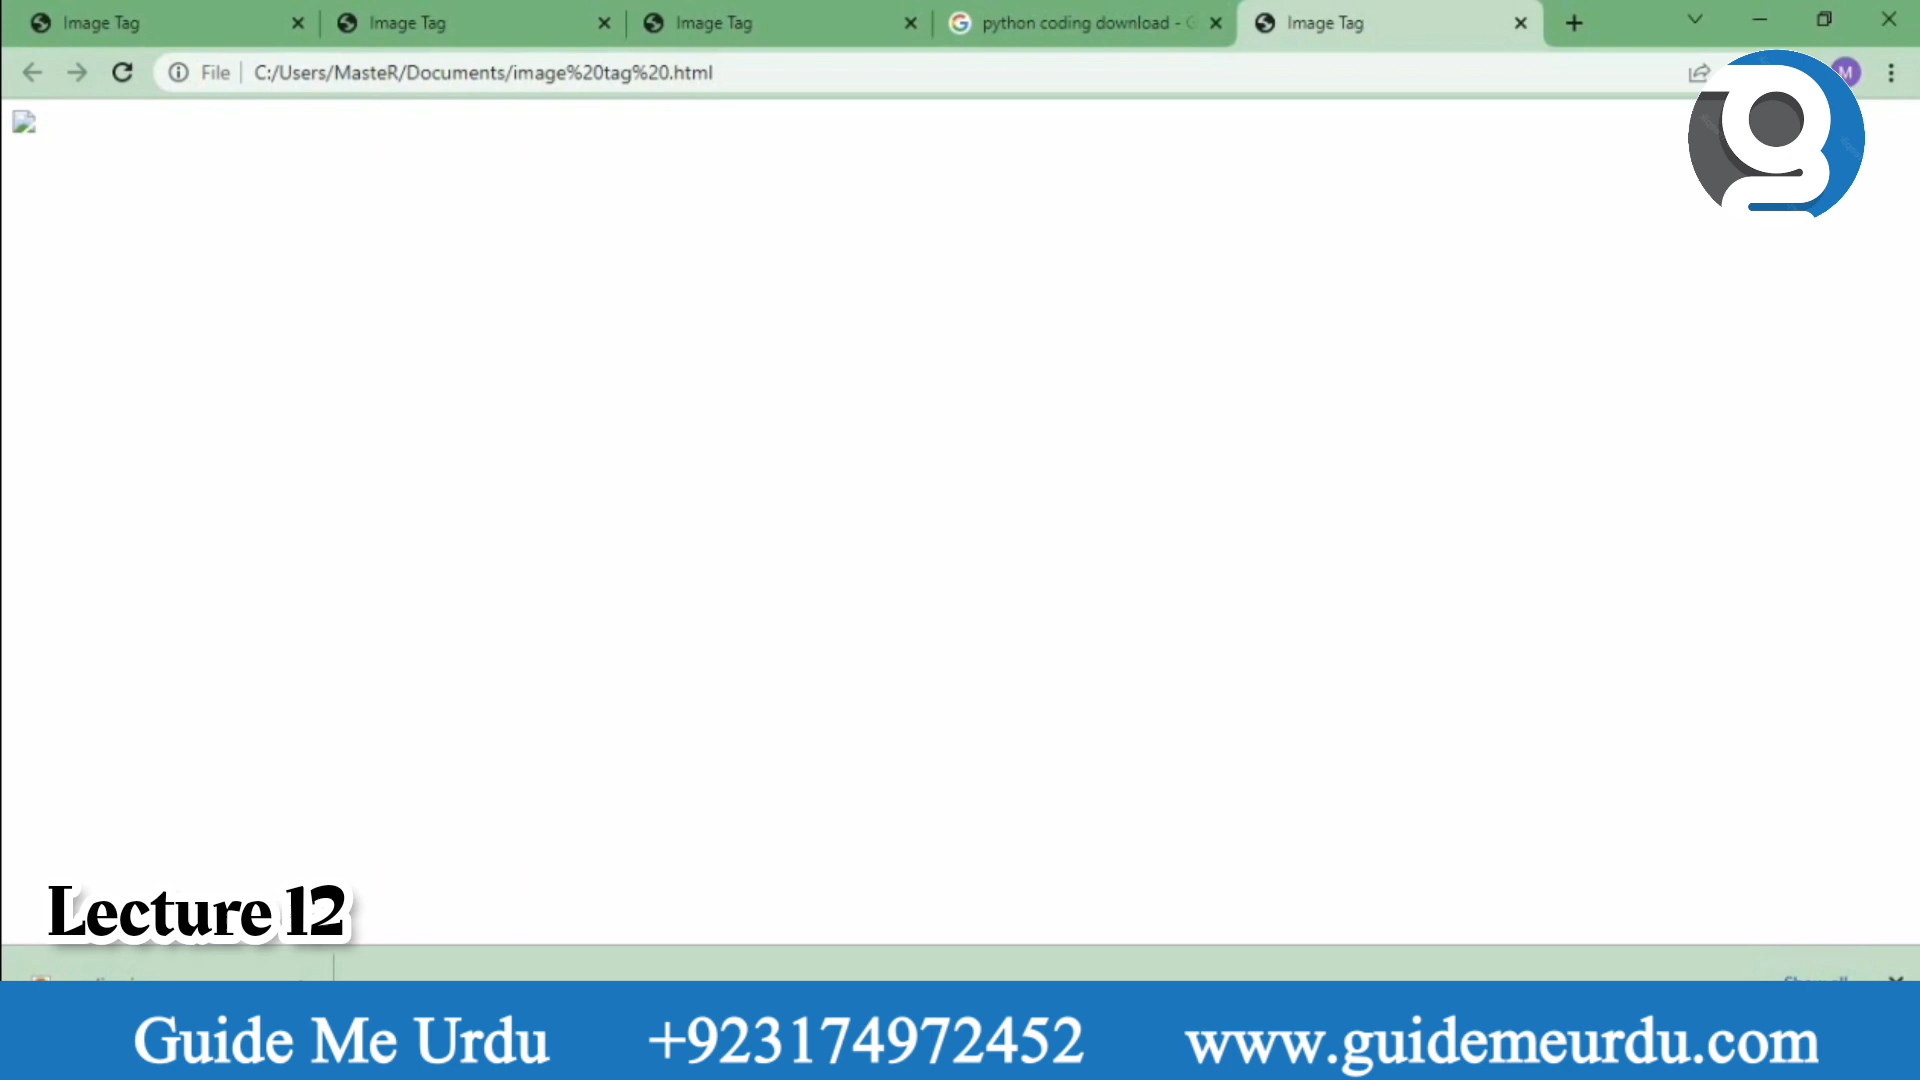 Image Tag
Image Tag
Image Tag
python coding download - G
Image Tag
File
C:/Users/MasteR/Documents/image%20tag%20.html
M
Lecture 12
Guide Me Urdu +923174972452 www.guidemeurdu.com